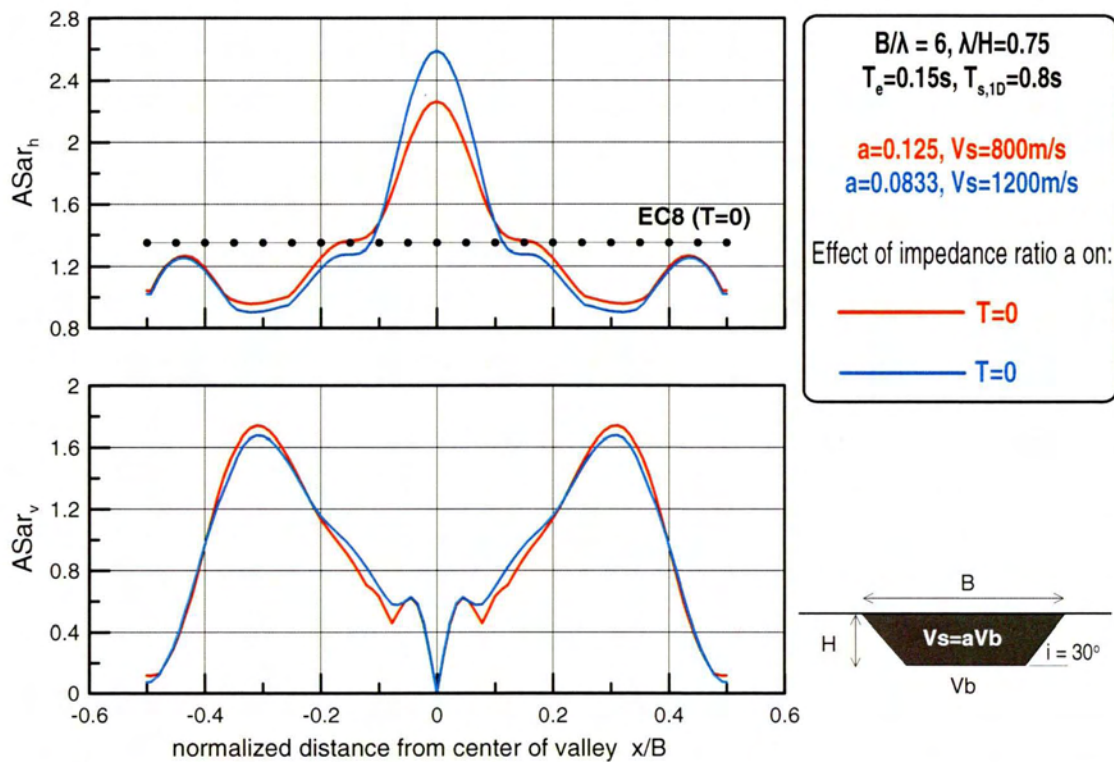 2.8
2.4
2
1.6
1.2
0.8
ASar_h
EC8 (T=0)
2
1.6
1.2
0.8
0.4
0
ASar_v
-0.6 -0.4 -0.2 0 0.2 0.4 0.6
normalized distance from center of valley x/B
B/λ = 6, λ/H=0.75
T_e=0.15s, T_s,1D=0.8s
a=0.125, Vs=800m/s
a=0.0833, Vs=1200m/s
Effect of impedance ratio a on:
T=0
T=0
B
H
Vs=aVb
i = 30°
Vb